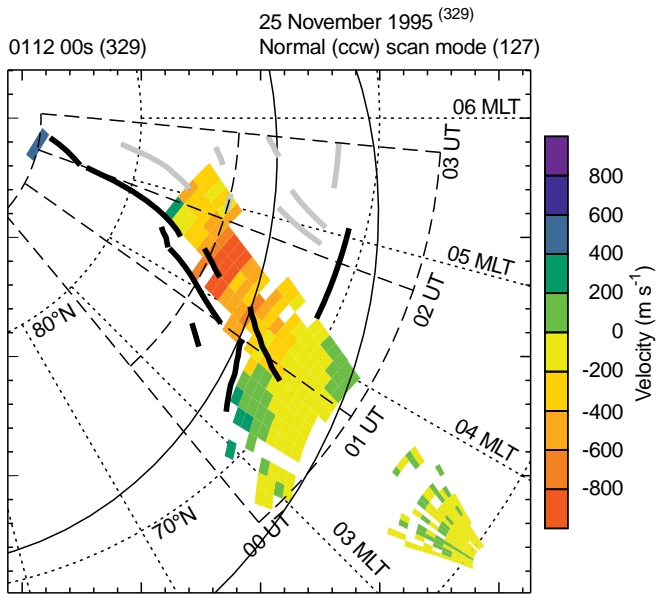 25 November 1995 (329)
0112 00s (329)
Normal (ccw) scan mode (127)
06 MLT
03 UT
05 MLT
02 UT
80°N
04 MLT
01 UT
70°N
00 UT
03 MLT
800
600
400
200
0
-200
-400
-600
-800
Velocity (m s-1)